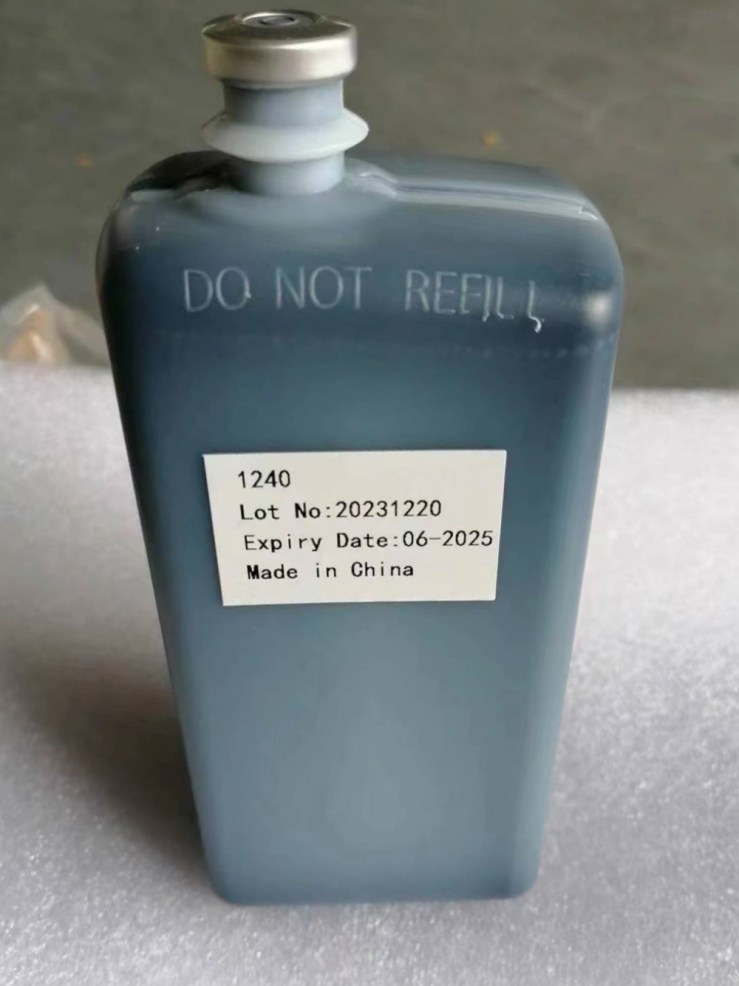 DO NOT REFILL
1240
Lot No:20231220
Expiry Date:06-2025
Made in China